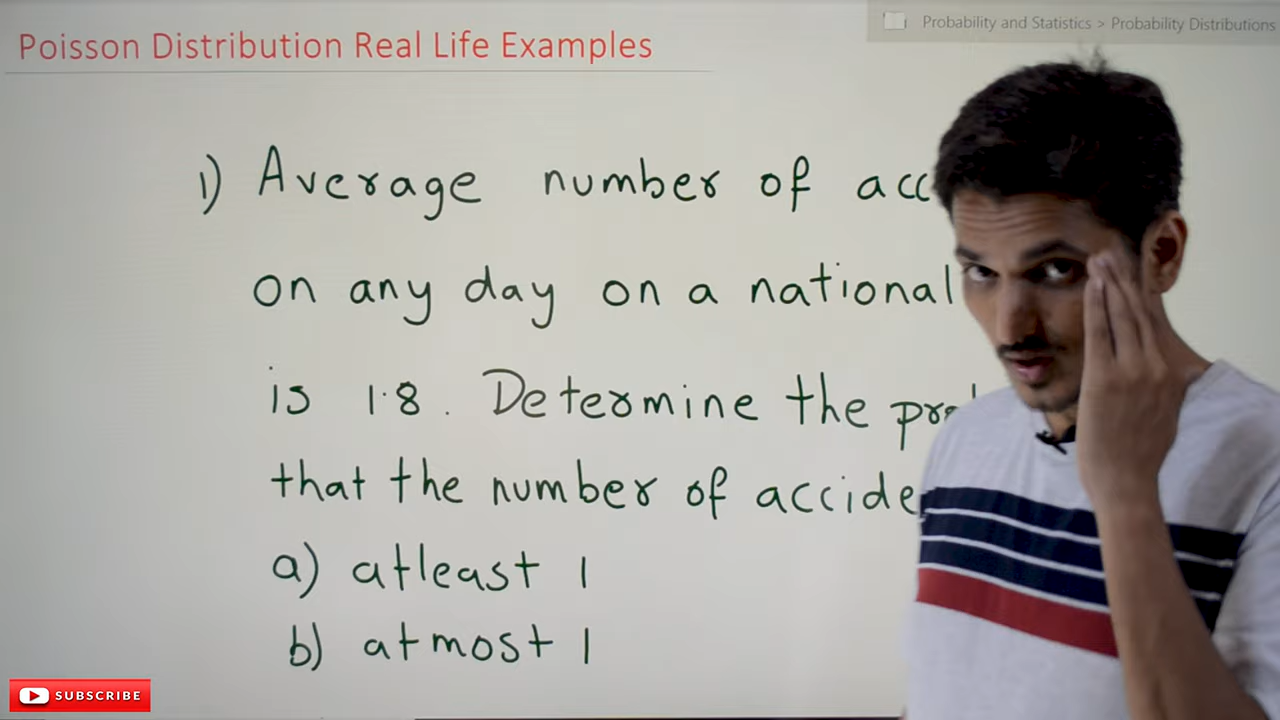 Poisson Distribution Real Life Examples
Probability and Statistics > Probability Distributions
1) Average number of acc
on any day on a national
is 1.8. Determine the pro
that the number of accide
a) atleast 1
b) atmost 1
SUBSCRIBE